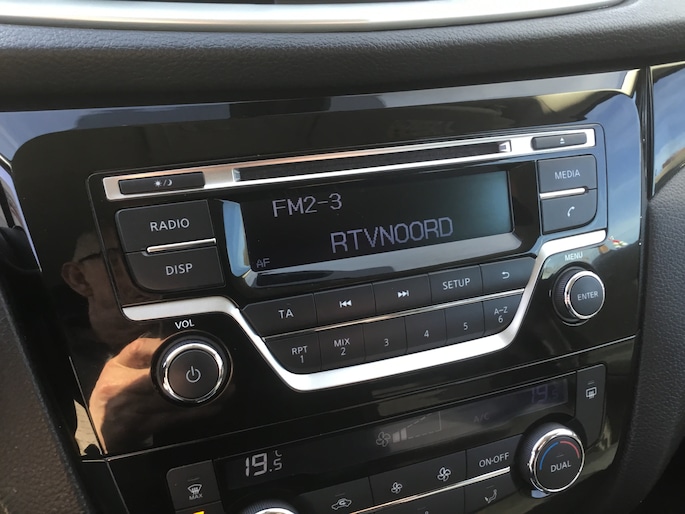 MEDIA
FM2-3
RADIO
RTVNOORD
DISP
AF
MENU
SETUP
TA
ENTER
VOL
RPT 1
MIX 2
3
4
5
A-Z 6
A/C
19.5 °C
ON-OFF
DUAL
MAX